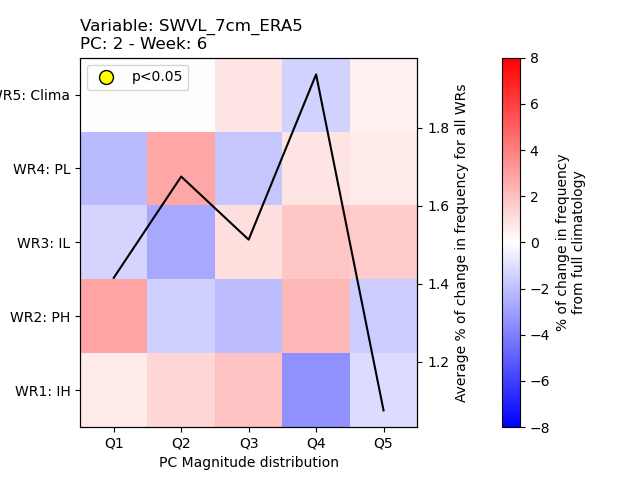 Variable: SWVL_7cm_ERA5
PC: 2 - Week: 6
p<0.05
WR5: Clima
WR4: PL
WR3: IL
WR2: PH
WR1: IH
Q1 Q2 Q3 Q4 Q5
PC Magnitude distribution
1.8
1.6
1.4
1.2
Average % of change in frequency for all WRs
8
6
4
2
0
−2
−4
−6
−8
% of change in frequency
from full climatology